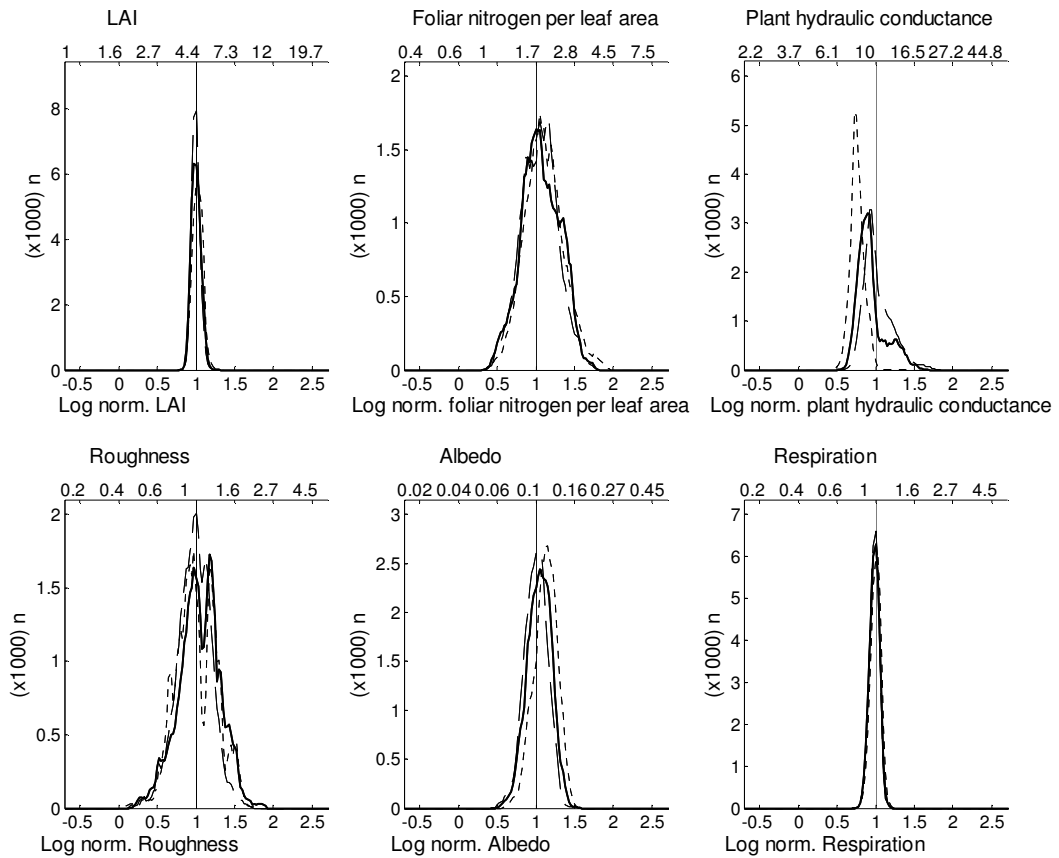 LAI
1 1.6 2.7 4.4 7.3 12 19.7
8
6
4
2
0
(x1000) n
-0.5 0 0.5 1 1.5 2 2.5
Log norm. LAI
Foliar nitrogen per leaf area
0.4 0.6 1 1.7 2.8 4.5 7.5
2
1.5
1
0.5
0
(x1000) n
-0.5 0 0.5 1 1.5 2 2.5
Log norm. foliar nitrogen per leaf area
Plant hydraulic conductance
2.2 3.7 6.1 10 16.5 27.2 44.8
6
5
4
3
2
1
0
(x1000) n
-0.5 0 0.5 1 1.5 2 2.5
Log norm. plant hydraulic conductance
Roughness
0.2 0.4 0.6 1 1.6 2.7 4.5
2
1.5
1
0.5
0
(x1000) n
-0.5 0 0.5 1 1.5 2 2.5
Log norm. Roughness
Albedo
0.02 0.04 0.06 0.1 0.16 0.27 0.45
3
2.5
2
1.5
1
0.5
0
(x1000) n
-0.5 0 0.5 1 1.5 2 2.5
Log norm. Albedo
Respiration
0.2 0.4 0.6 1 1.6 2.7 4.5
7
6
5
4
3
2
1
0
(x1000) n
-0.5 0 0.5 1 1.5 2 2.5
Log norm. Respiration